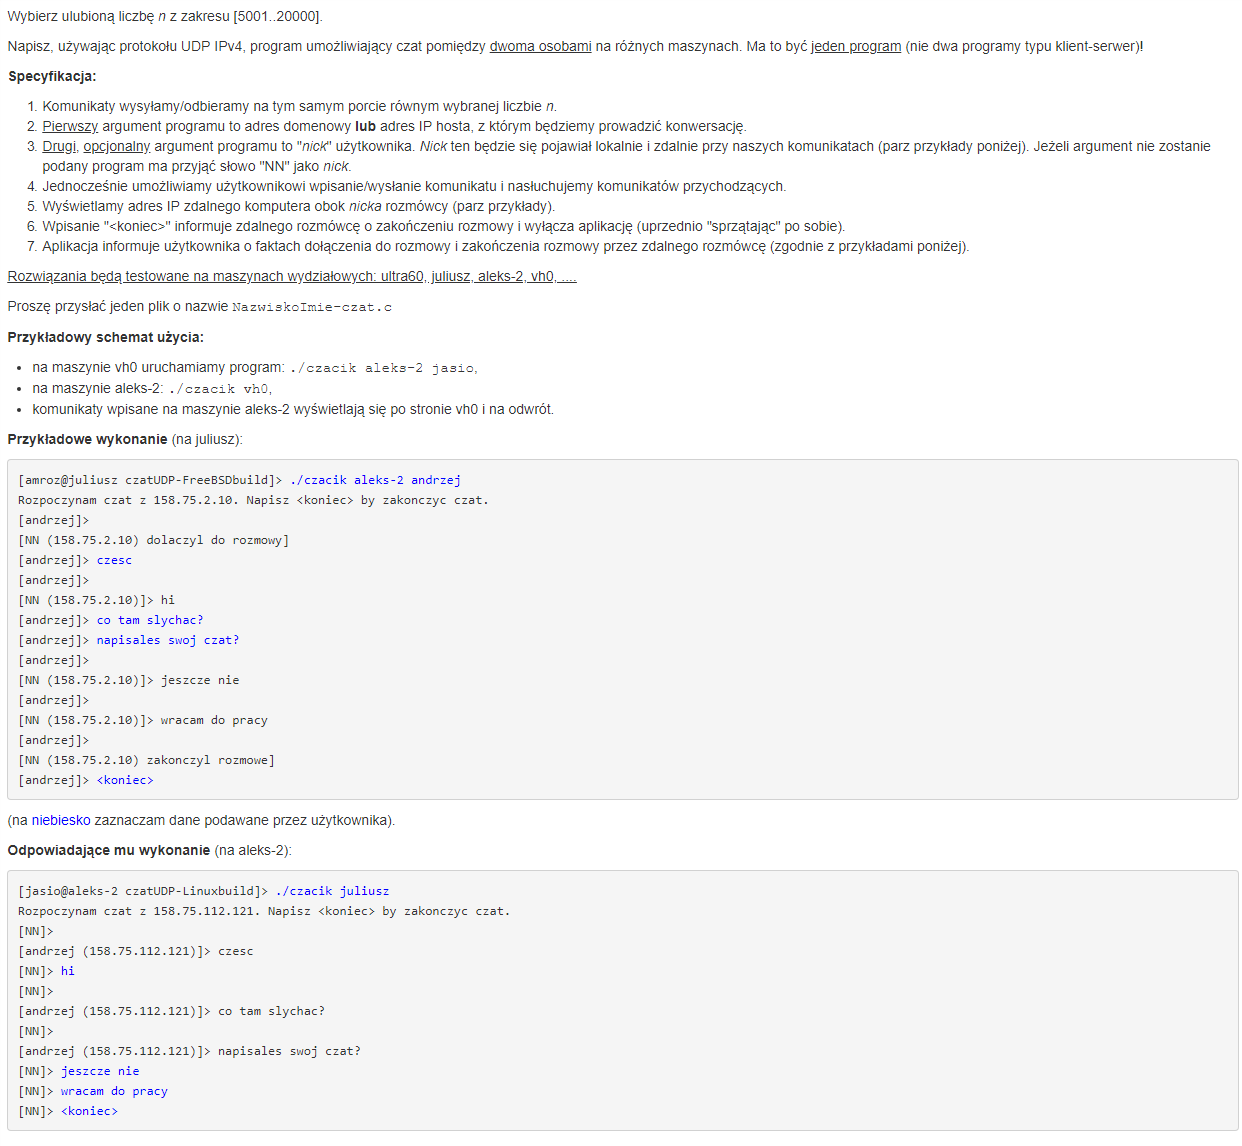 Wybierz ulubioną liczbę n z zakresu [5001..20000].
Napisz, używając protokołu UDP IPv4, program umożliwiający czat pomiędzy dwoma osobami na różnych maszynach. Ma to być jeden program (nie dwa programy typu klient-serwer)!
Specyfikacja:
1. Komunikaty wysyłamy/odbieramy na tym samym porcie równym wybranej liczbie n.
2. Pierwszy argument programu to adres domenowy lub adres IP hosta, z którym będziemy prowadzić konwersację.
3. Drugi, opcjonalny argument programu to "nick" użytkownika. Nick ten będzie się pojawiał lokalnie i zdalnie przy naszych komunikatach (parz przykłady poniżej). Jeżeli argument nie zostanie
podany program ma przyjąć słowo "NN" jako nick.
4. Jednocześnie umożliwiamy użytkownikowi wpisanie/wysłanie komunikatu i nasłuchujemy komunikatów przychodzących.
5. Wyświetlamy adres IP zdalnego komputera obok nicka rozmówcy (parz przykłady).
6. Wpisanie "<koniec>" informuje zdalnego rozmówcę o zakończeniu rozmowy i wyłącza aplikację (uprzednio "sprzątając" po sobie).
7. Aplikacja informuje użytkownika o faktach dołączenia do rozmowy i zakończenia rozmowy przez zdalnego rozmówcę (zgodnie z przykładami poniżej).
Rozwiązania będą testowane na maszynach wydziałowych: ultra60, juliusz, aleks-2, vh0, ....
Proszę przysłać jeden plik o nazwie NazwiskoImie-czat.c
Przykładowy schemat użycia:
• na maszynie vh0 uruchamiamy program: ./czacik aleks-2 jasio,
• na maszynie aleks-2: ./czacik vh0,
• komunikaty wpisane na maszynie aleks-2 wyświetlają się po stronie vh0 i na odwrót.
Przykładowe wykonanie (na juliusz):
[amroz@juliusz czatUDP-FreeBSDbuild]> ./czacik aleks-2 andrzej
Rozpoczynam czat z 158.75.2.10. Napisz <koniec> by zakonczyc czat.
[andrzej]>
[NN (158.75.2.10) dolaczyl do rozmowy]
[andrzej]> czesc
[andrzej]>
[NN (158.75.2.10)]> hi
[andrzej]> co tam slychac?
[andrzej]> napisales swoj czat?
[andrzej]>
[NN (158.75.2.10)]> jeszcze nie
[andrzej]>
[NN (158.75.2.10)]> wracam do pracy
[andrzej]>
[NN (158.75.2.10) zakonczyl rozmowe]
[andrzej]> <koniec>
(na niebiesko zaznaczam dane podawane przez użytkownika).
Odpowiadające mu wykonanie (na aleks-2):
[jasio@aleks-2 czatUDP-Linuxbuild]> ./czacik juliusz
Rozpoczynam czat z 158.75.112.121. Napisz <koniec> by zakonczyc czat.
[NN]>
[andrzej (158.75.112.121)]> czesc
[NN]> hi
[NN]>
[andrzej (158.75.112.121)]> co tam slychac?
[NN]>
[andrzej (158.75.112.121)]> napisales swoj czat?
[NN]> jeszcze nie
[NN]> wracam do pracy
[NN]> <koniec>